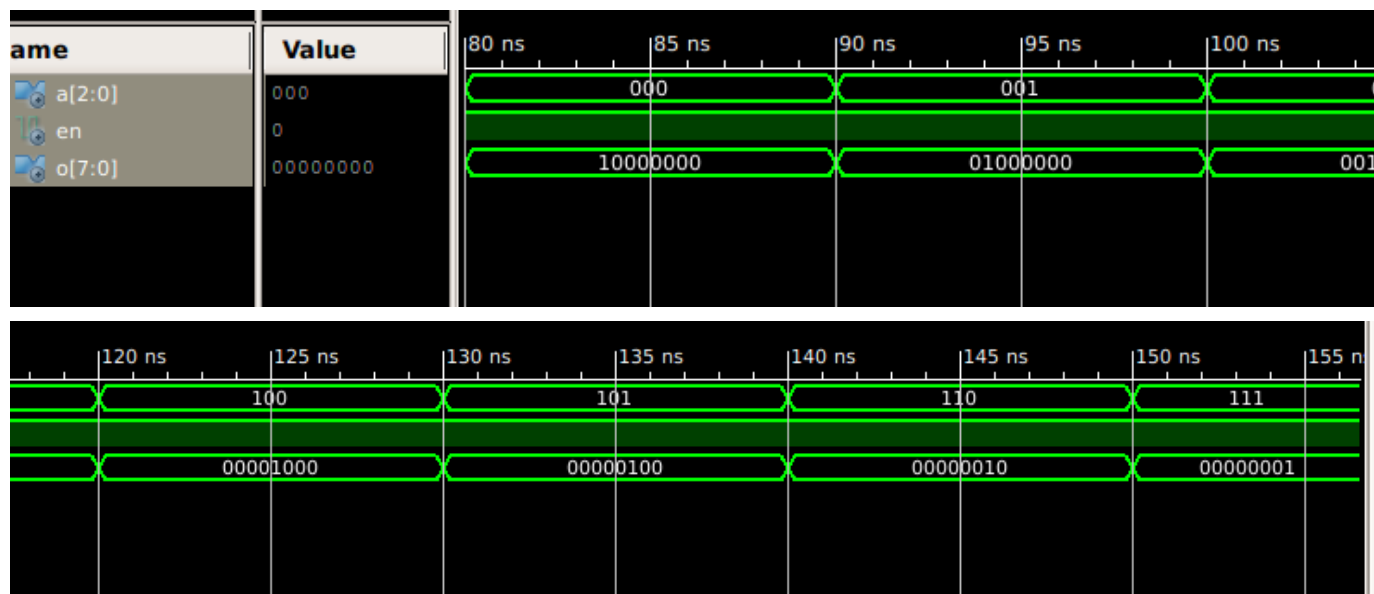 ame Value 80 ns 85 ns 90 ns 95 ns 100 ns
a[2:0] 000 000 001
en 0
o[7:0] 00000000 10000000 01000000 001
120 ns 125 ns 130 ns 135 ns 140 ns 145 ns 150 ns 155 n
100 101 110 111
00001000 00000100 00000010 00000001